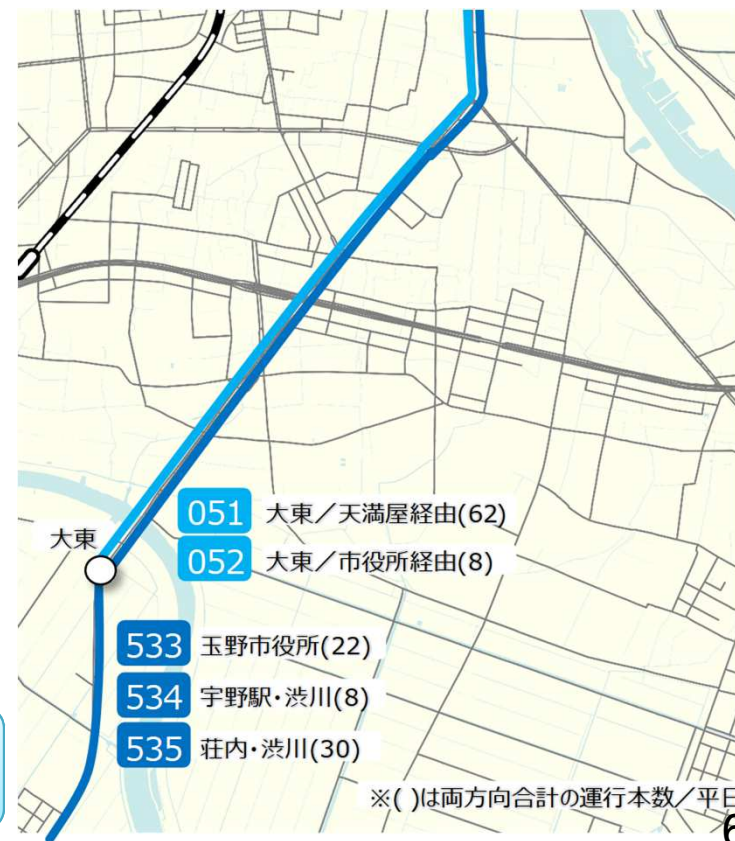 大東
051 大東／天満屋経由(62)
052 大東／市役所経由(8)
533 玉野市役所(22)
534 宇野駅・渋川(8)
535 荘内・渋川(30)
※( )は両方向合計の運行本数／平日
6